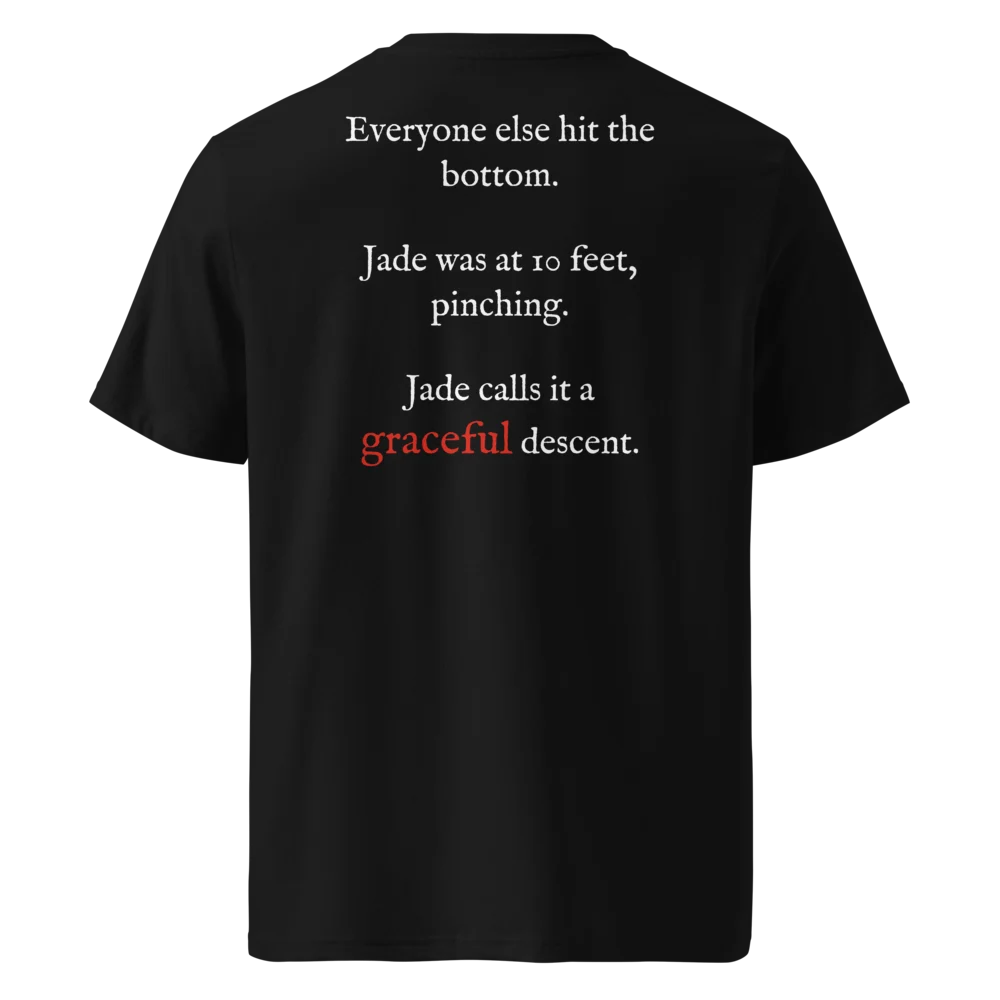 Everyone else hit the
bottom.
Jade was at 10 feet,
pinching.
Jade calls it a
graceful descent.